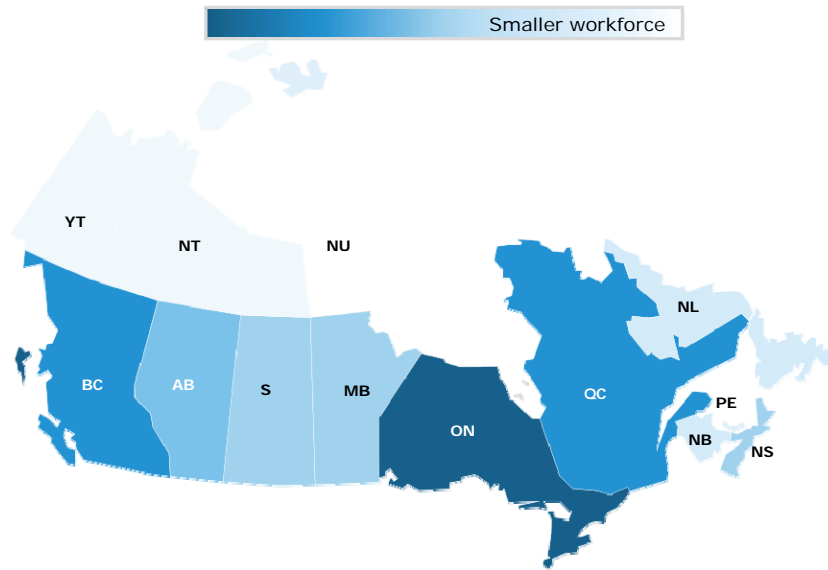 Smaller workforce
YT
NT
NU
NL
BC
AB
S
MB
QC
PE
ON
NB
NS